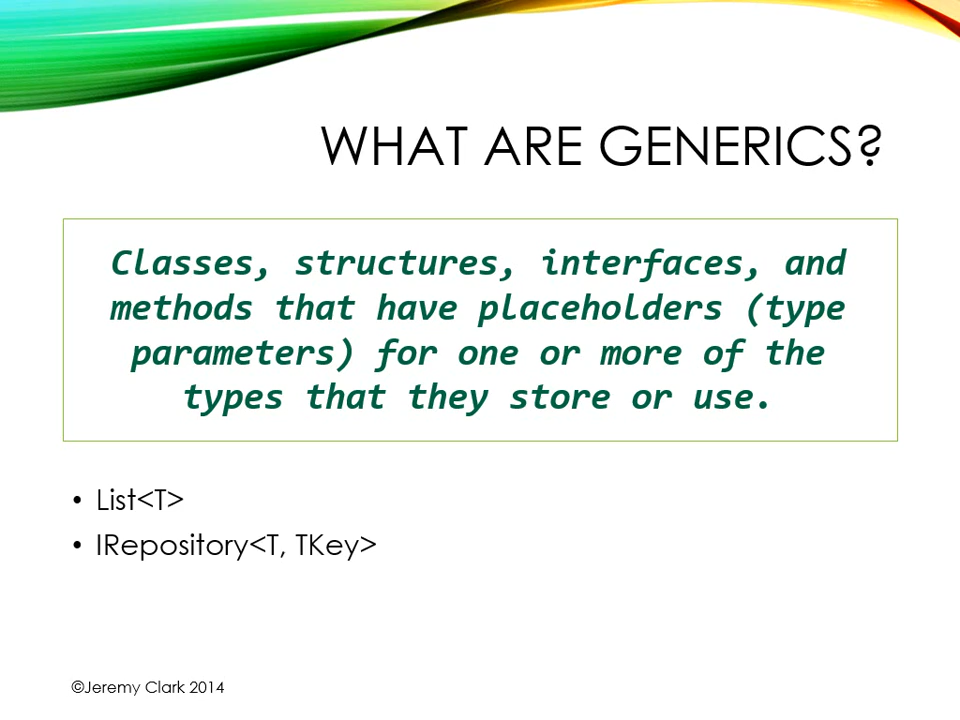 WHAT ARE GENERICS?
Classes, structures, interfaces, and
methods that have placeholders (type
parameters) for one or more of the
types that they store or use.
• List<T>
• IRepository<T, TKey>
©Jeremy Clark 2014